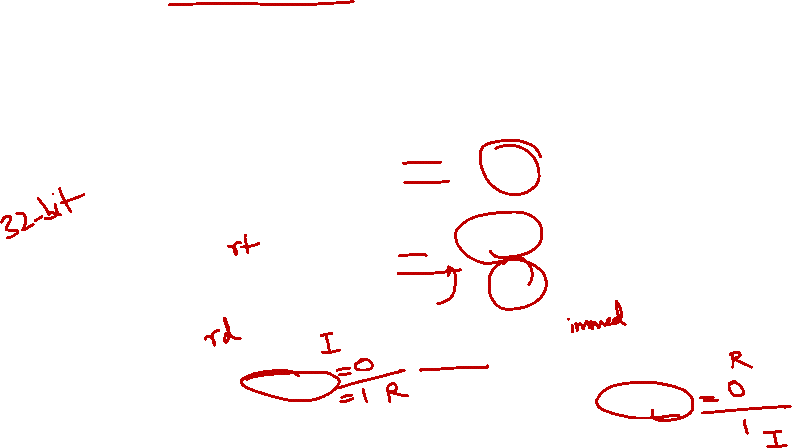 32-bit
rt
rd
immed
I
= 0
= 1 R
R
= 0
1 I